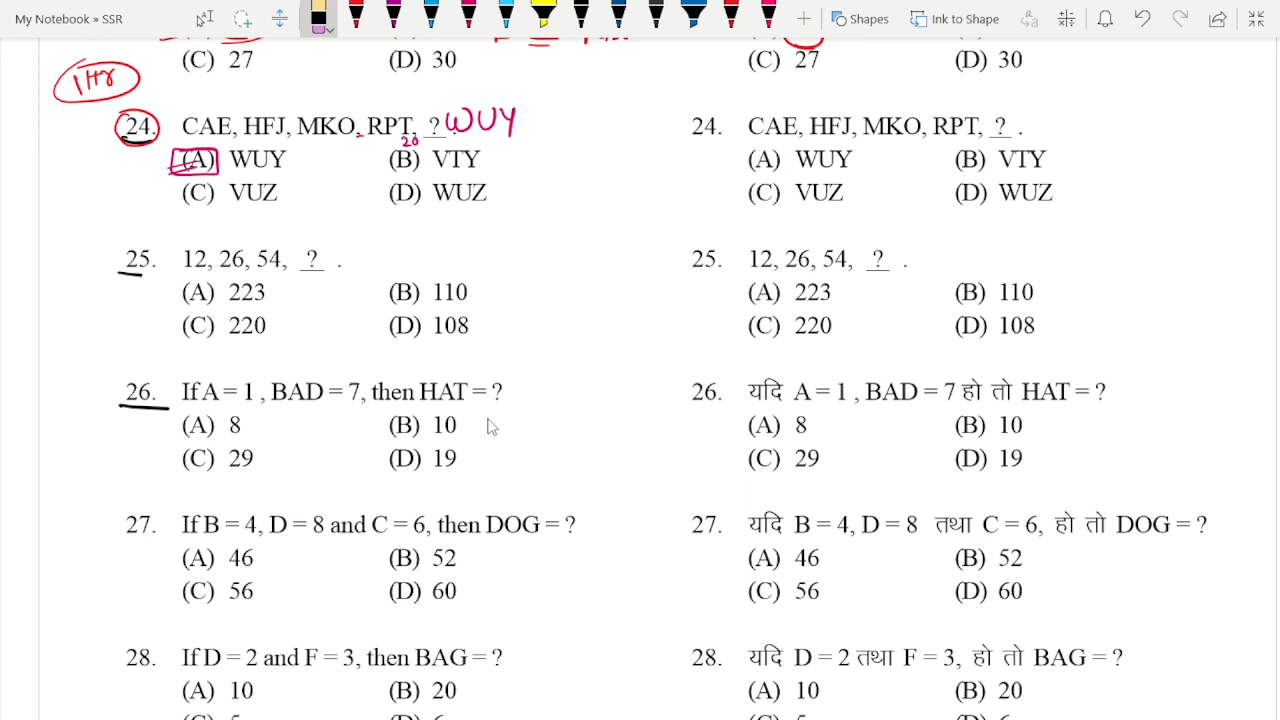 My Notebook » SSR
Shapes
Ink to Shape
(C) 27 (D) 30
(C) 27 (D) 30
1Hr
24. CAE, HFJ, MKO, RPT, ? . WUY
20
(A) WUY (B) VTY
(C) VUZ (D) WUZ
24. CAE, HFJ, MKO, RPT, ? .
(A) WUY (B) VTY
(C) VUZ (D) WUZ
25. 12, 26, 54, ? .
(A) 223 (B) 110
(C) 220 (D) 108
25. 12, 26, 54, ? .
(A) 223 (B) 110
(C) 220 (D) 108
26. If A = 1 , BAD = 7, then HAT = ?
(A) 8 (B) 10
(C) 29 (D) 19
26. यदि A = 1 , BAD = 7 हो तो HAT = ?
(A) 8 (B) 10
(C) 29 (D) 19
27. If B = 4, D = 8 and C = 6, then DOG = ?
(A) 46 (B) 52
(C) 56 (D) 60
27. यदि B = 4, D = 8 तथा C = 6, हो तो DOG = ?
(A) 46 (B) 52
(C) 56 (D) 60
28. If D = 2 and F = 3, then BAG = ?
(A) 10 (B) 20
28. यदि D = 2 तथा F = 3, हो तो BAG = ?
(A) 10 (B) 20